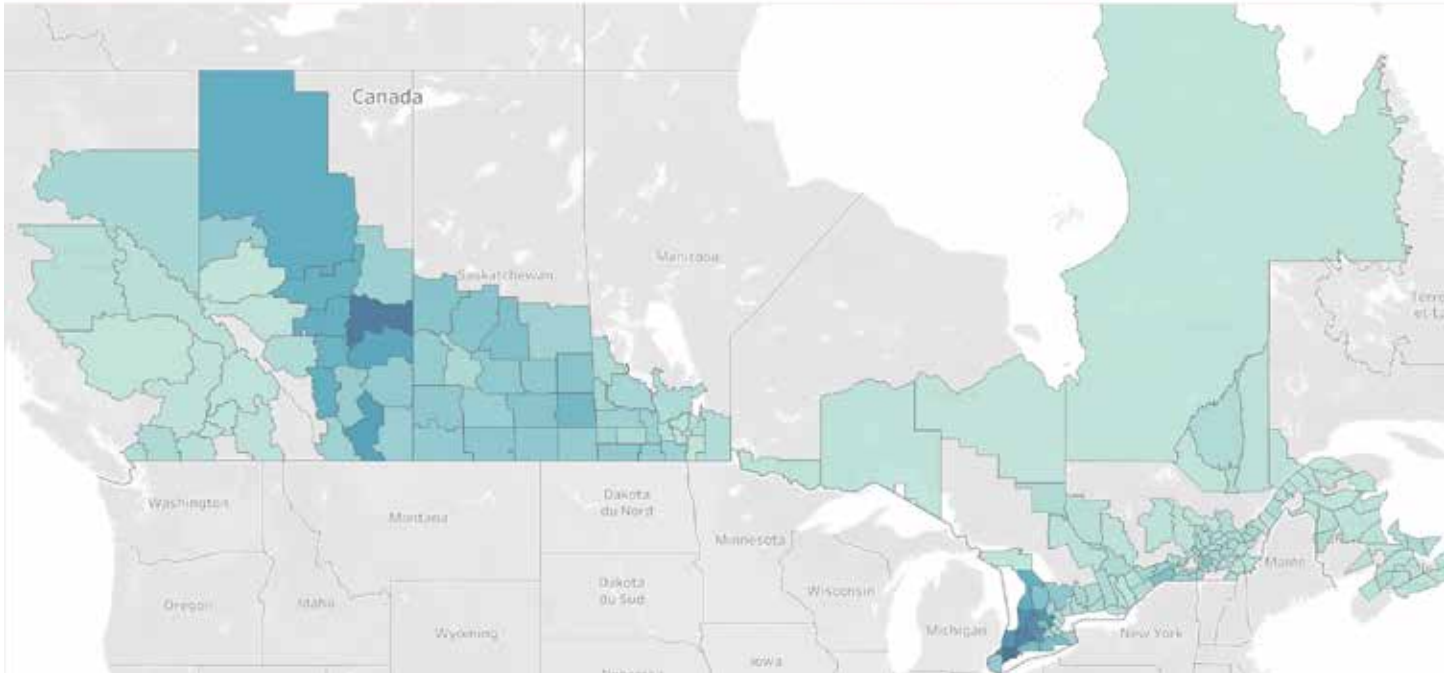 Canada
Saskatchewan
Manitoba
Washington
Montana
Dakota
du Nord
Minnesota
Oregon
Idaho
Dakota
du Sud
Wisconsin
Michigan
New York
Maine
Wyoming
Iowa